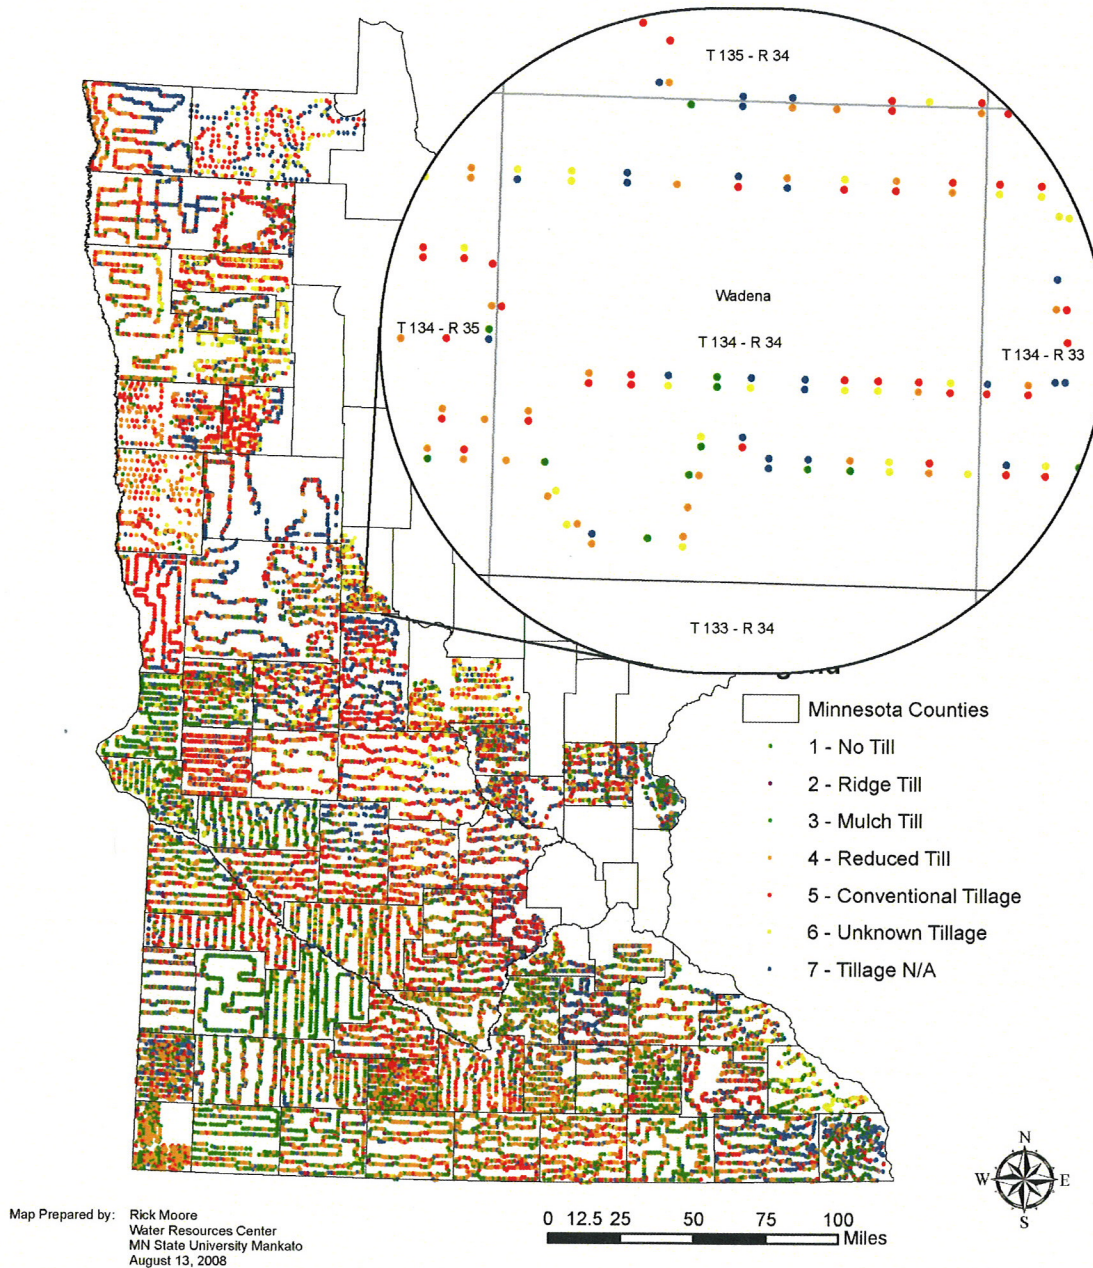 T 135 - R 34
Wadena
T 134 - R 35
T 134 - R 34
T 134 - R 33
T 133 - R 34
Minnesota Counties
1 - No Till
2 - Ridge Till
3 - Mulch Till
4 - Reduced Till
5 - Conventional Tillage
6 - Unknown Tillage
7 - Tillage N/A
N
W E
S
Map Prepared by: Rick Moore
Water Resources Center
MN State University Mankato
August 13, 2008
0 12.5 25 50 75 100
Miles